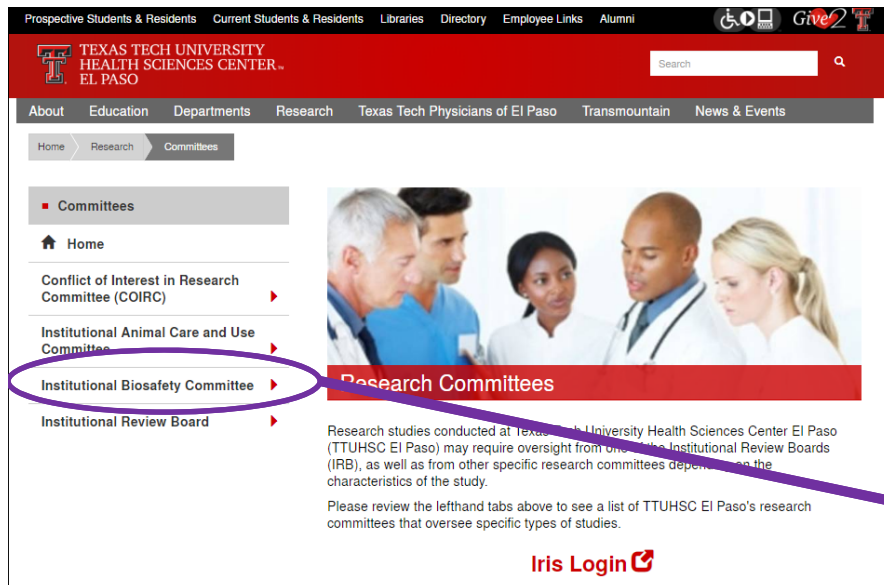 Prospective Students & Residents Current Students & Residents Libraries Directory Employee Links Alumni Give2
TEXAS TECH UNIVERSITY
HEALTH SCIENCES CENTER™
EL PASO
Search
About Education Departments Research Texas Tech Physicians of El Paso Transmountain News & Events
Home Research Committees
Committees
Home
Conflict of Interest in Research
Committee (COIRC)
Institutional Animal Care and Use
Committee
Institutional Biosafety Committee
Institutional Review Board
Research Committees
Research studies conducted at Texas Tech University Health Sciences Center El Paso
(TTUHSC El Paso) may require oversight from one of the Institutional Review Boards
(IRB), as well as from other specific research committees depending on the
characteristics of the study.
Please review the lefthand tabs above to see a list of TTUHSC El Paso's research
committees that oversee specific types of studies.
Iris Login